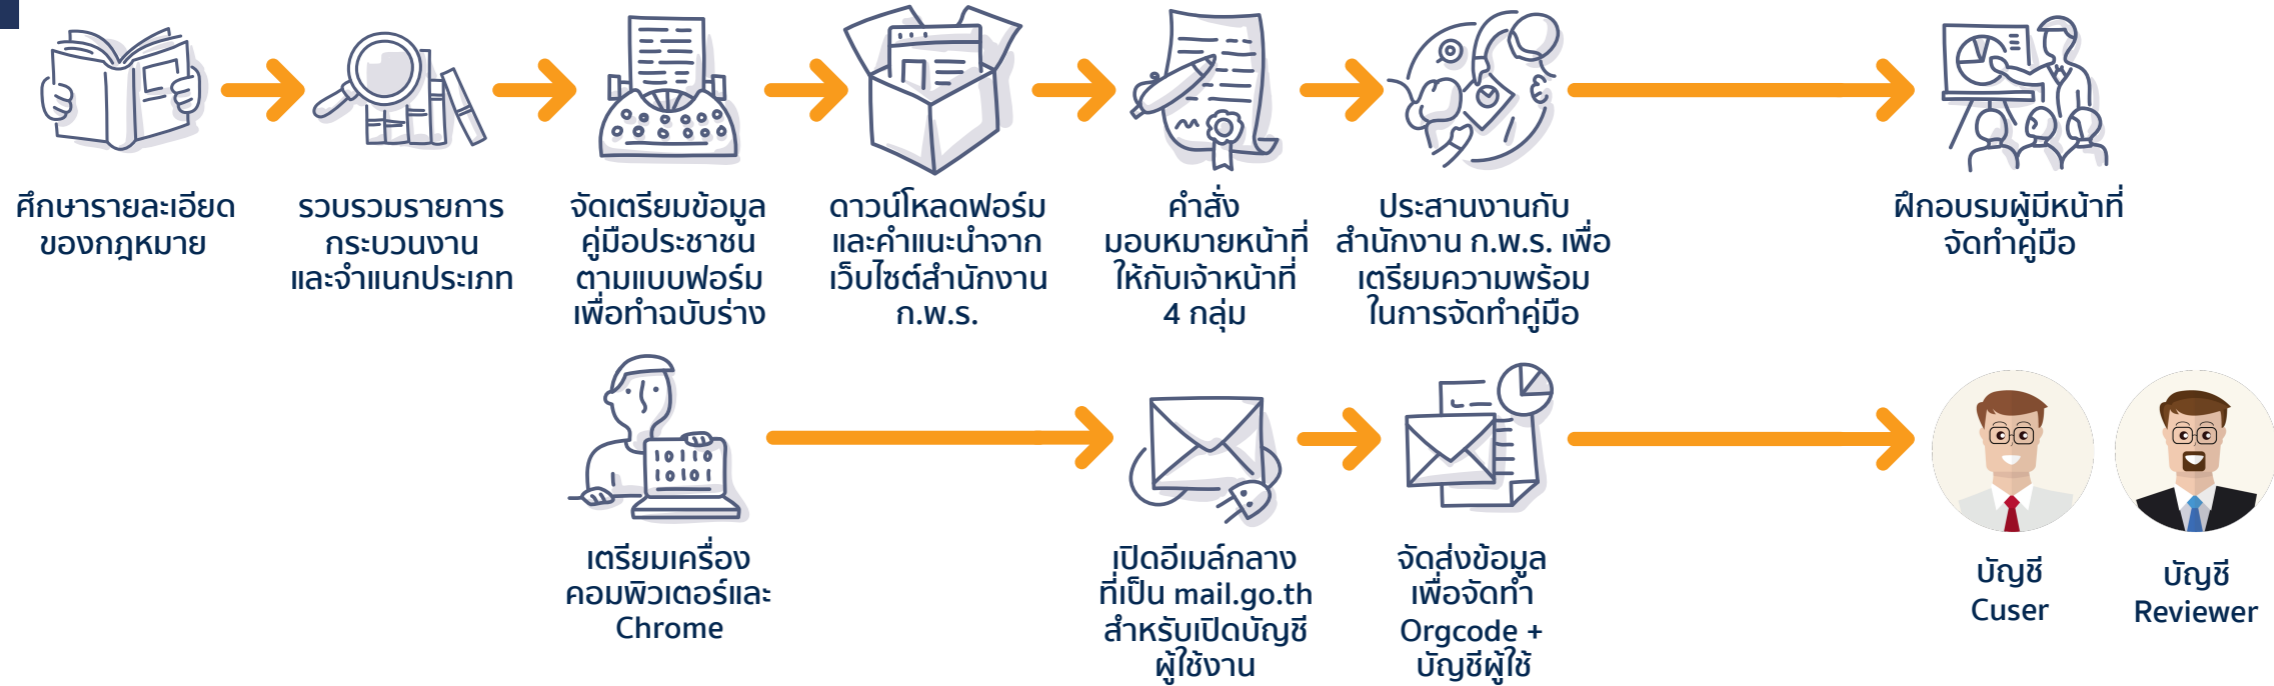 ศึกษารายละเอียด
ของกฎหมาย
รวบรวมรายการ
กระบวนงาน
และจำแนกประเภท
จัดเตรียมข้อมูล
คู่มือประชาชน
ตามแบบฟอร์ม
เพื่อทำฉบับร่าง
ดาวน์โหลดฟอร์ม
และคำแนะนำจาก
เว็บไซต์สำนักงาน
ก.พ.ร.
คำสั่ง
มอบหมายหน้าที่
ให้กับเจ้าหน้าที่
4 กลุ่ม
ประสานงานกับ
สำนักงาน ก.พ.ร. เพื่อ
เตรียมความพร้อม
ในการจัดทำคู่มือ
ฝึกอบรมผู้มีหน้าที่
จัดทำคู่มือ
10110
10101
เตรียมเครื่อง
คอมพิวเตอร์และ
Chrome
เปิดอีเมล์กลาง
ที่เป็น mail.go.th
สำหรับเปิดบัญชี
ผู้ใช้งาน
จัดส่งข้อมูล
เพื่อจัดทำ
Orgcode +
บัญชีผู้ใช้
บัญชี
Cuser
บัญชี
Reviewer